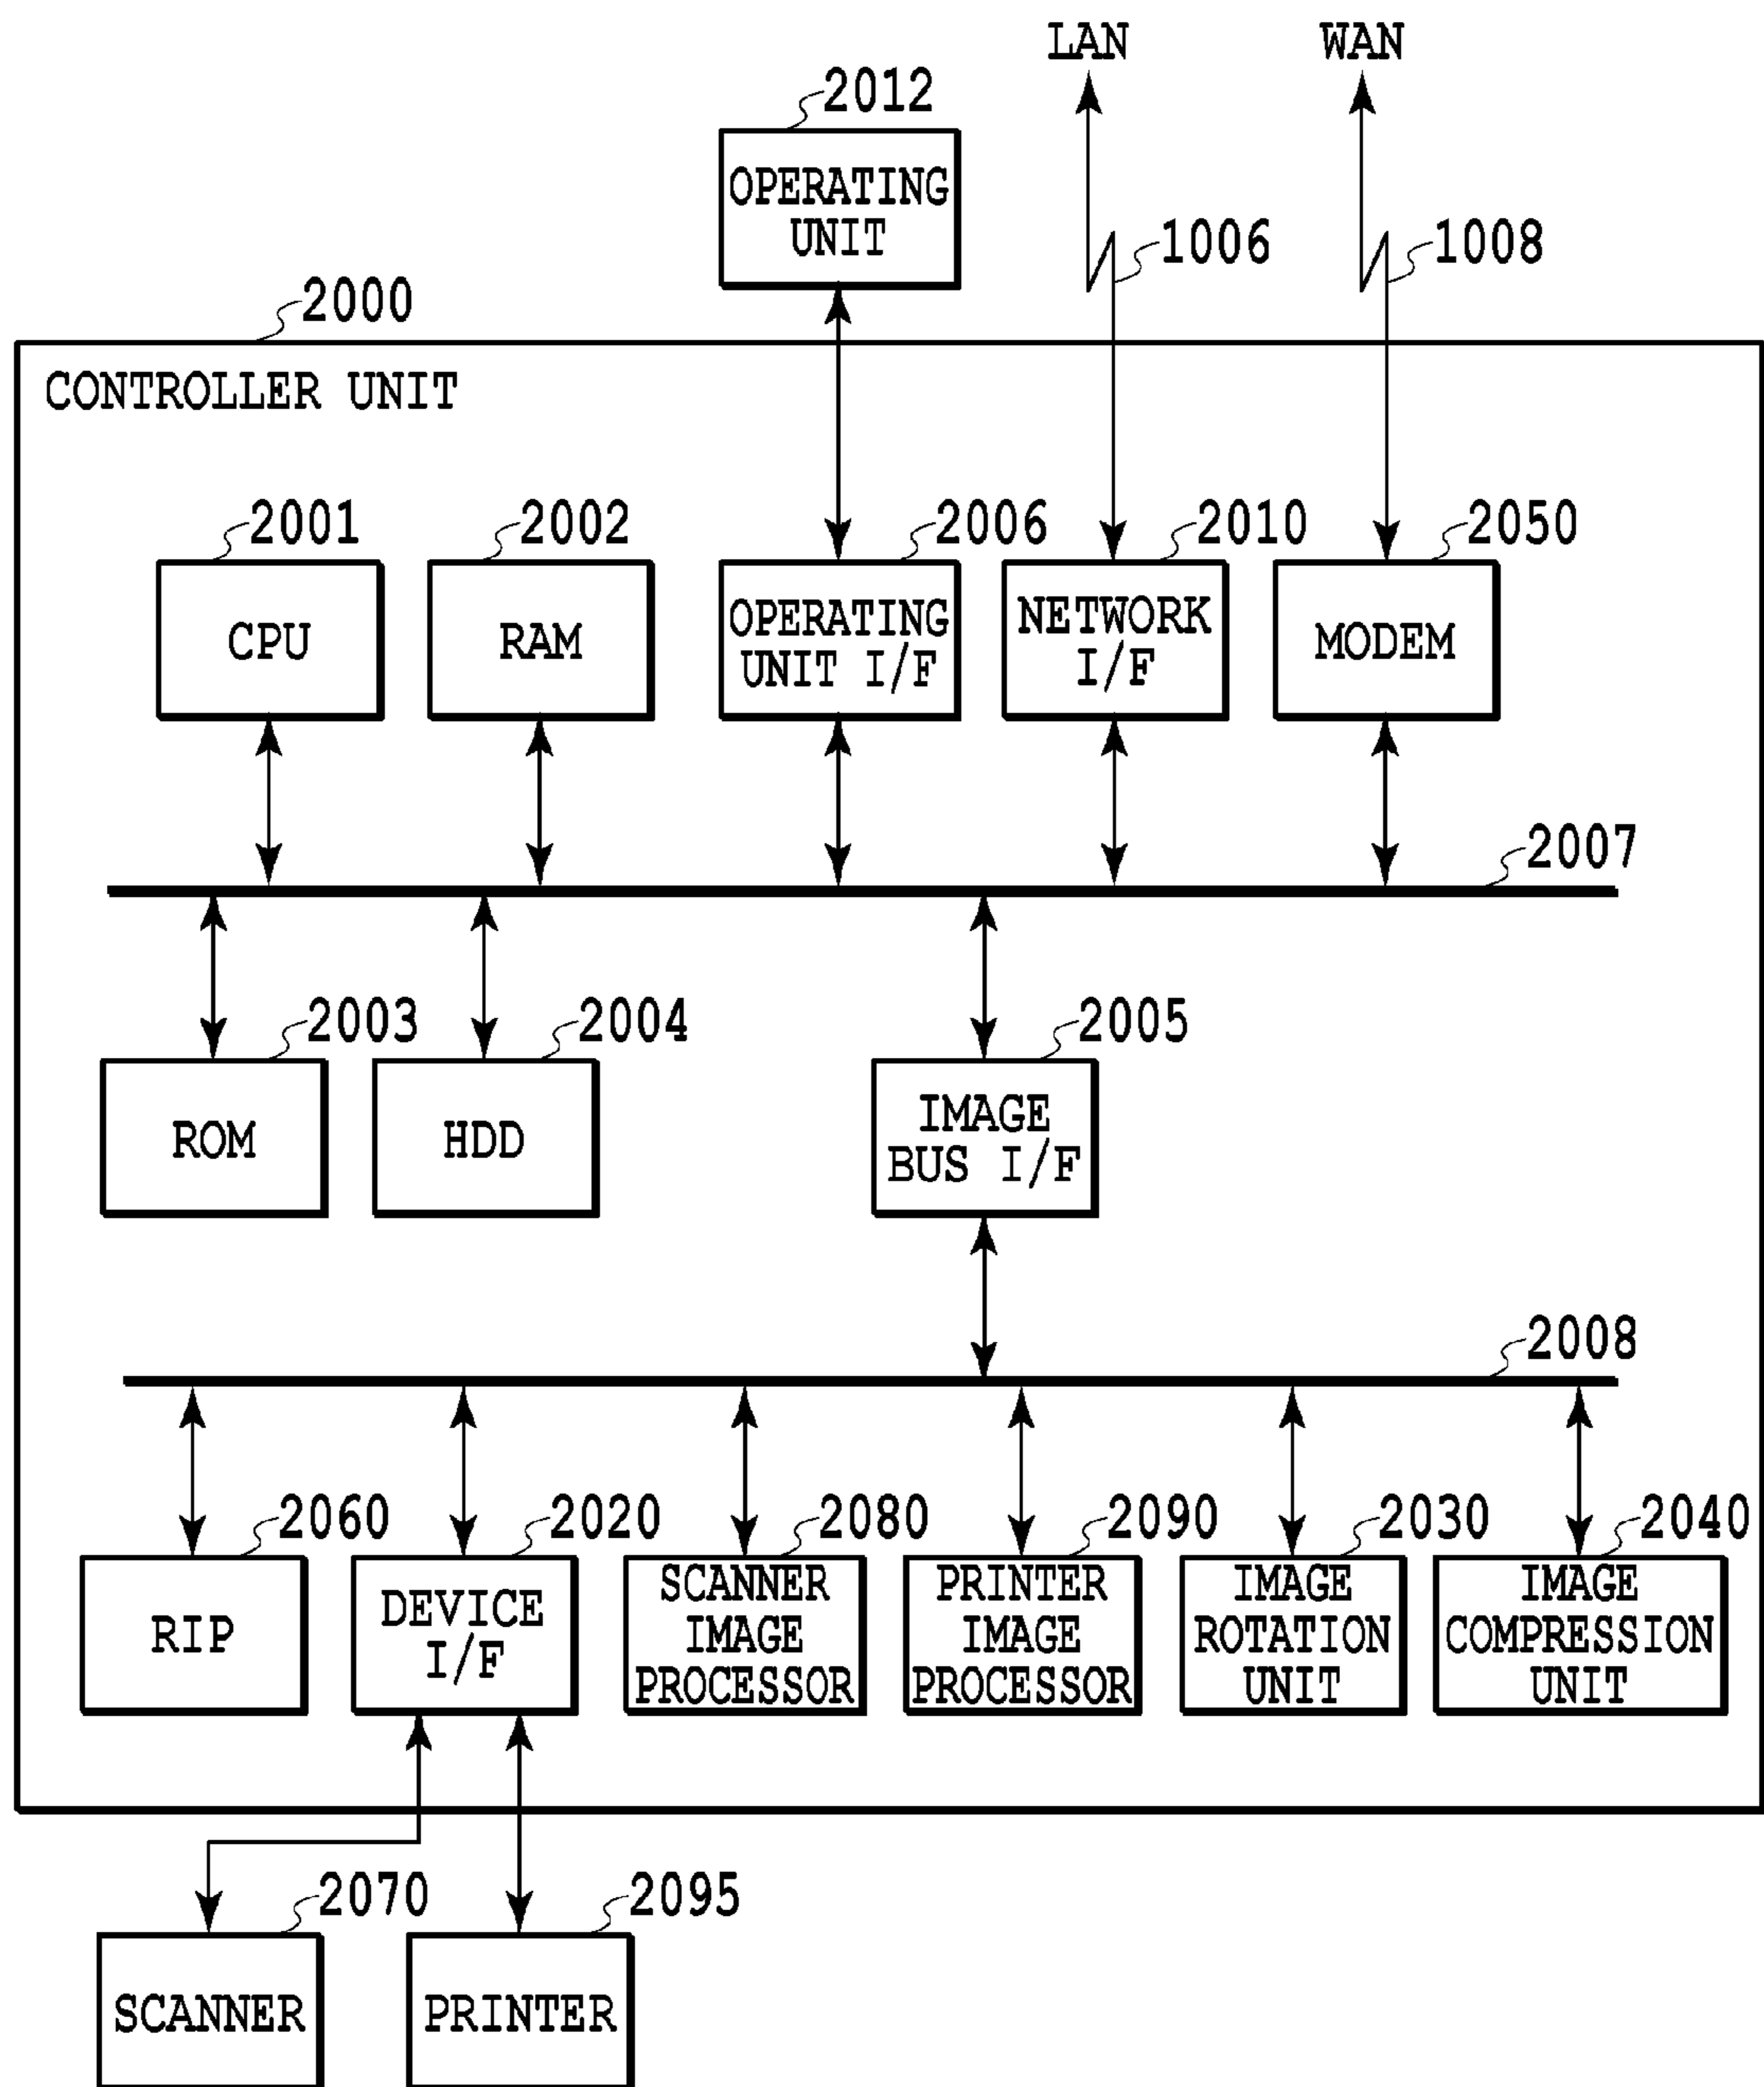 LAN
WAN
2012
OPERATING
UNIT
1006
1008
2000
CONTROLLER UNIT
2001
2002
2006
2010
2050
CPU
RAM
OPERATING
UNIT I/F
NETWORK
I/F
MODEM
2007
2003
2004
2005
ROM
HDD
IMAGE
BUS I/F
2008
2060
2020
2080
2090
2030
2040
RIP
DEVICE
I/F
SCANNER
IMAGE
PROCESSOR
PRINTER
IMAGE
PROCESSOR
IMAGE
ROTATION
UNIT
IMAGE
COMPRESSION
UNIT
2070
2095
SCANNER
PRINTER